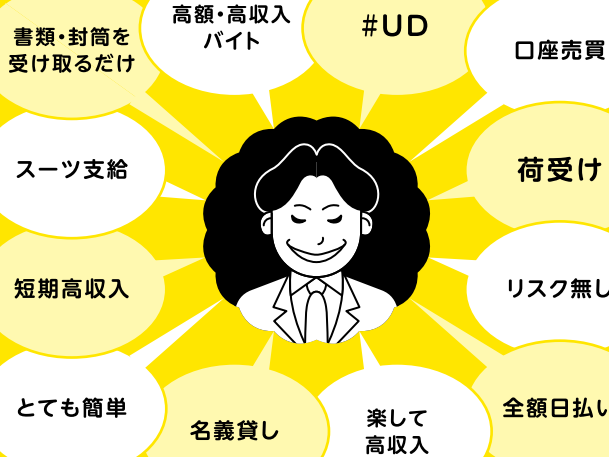 書類・封筒を
受け取るだけ
高額・高収入
バイト
#UD
口座売買
スーツ支給
荷受け
短期高収入
リスク無し
とても簡単
名義貸し
楽して
高収入
全額日払い